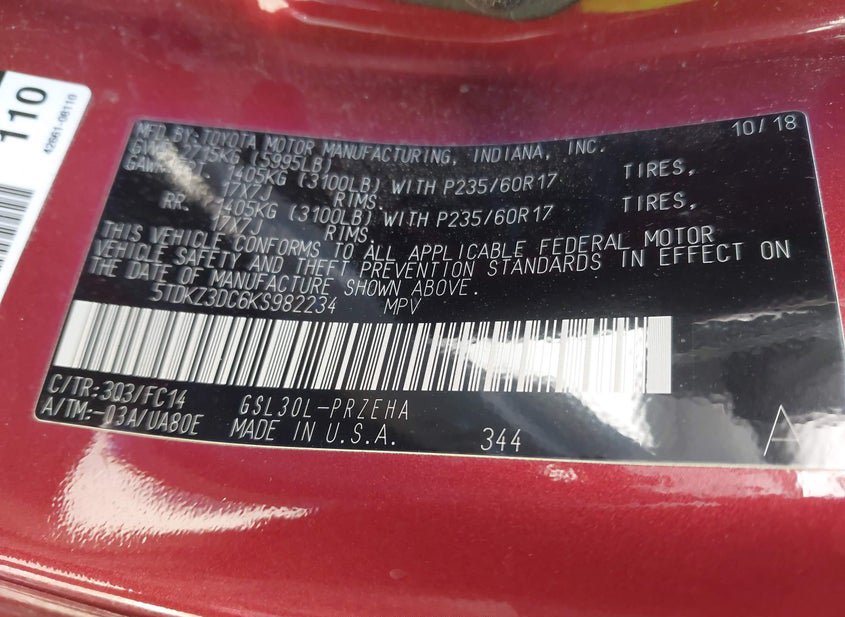 110
42661-08110
MFD BY:TOYOTA MOTOR MANUFACTURING, INDIANA, INC. 10/18
(5995LB)
1405KG (3100LB) WITH P235/60R17 TIRES,
17X7J RIMS.
RR. 1405KG (3100LB) WITH P235/60R17 TIRES,
17X7J RIMS.
THIS VEHICLE CONFORMS TO ALL APPLICABLE FEDERAL MOTOR
VEHICLE SAFETY AND THEFT PREVENTION STANDARDS IN EFFECT ON
THE DATE OF MANUFACTURE SHOWN ABOVE.
5TDKZ3DC6KS982234 MPV
C/TR:3Q3/FC14 GSL30L-PRZEHA
A/TM:-03A/UA80E MADE IN U.S.A. 344 A